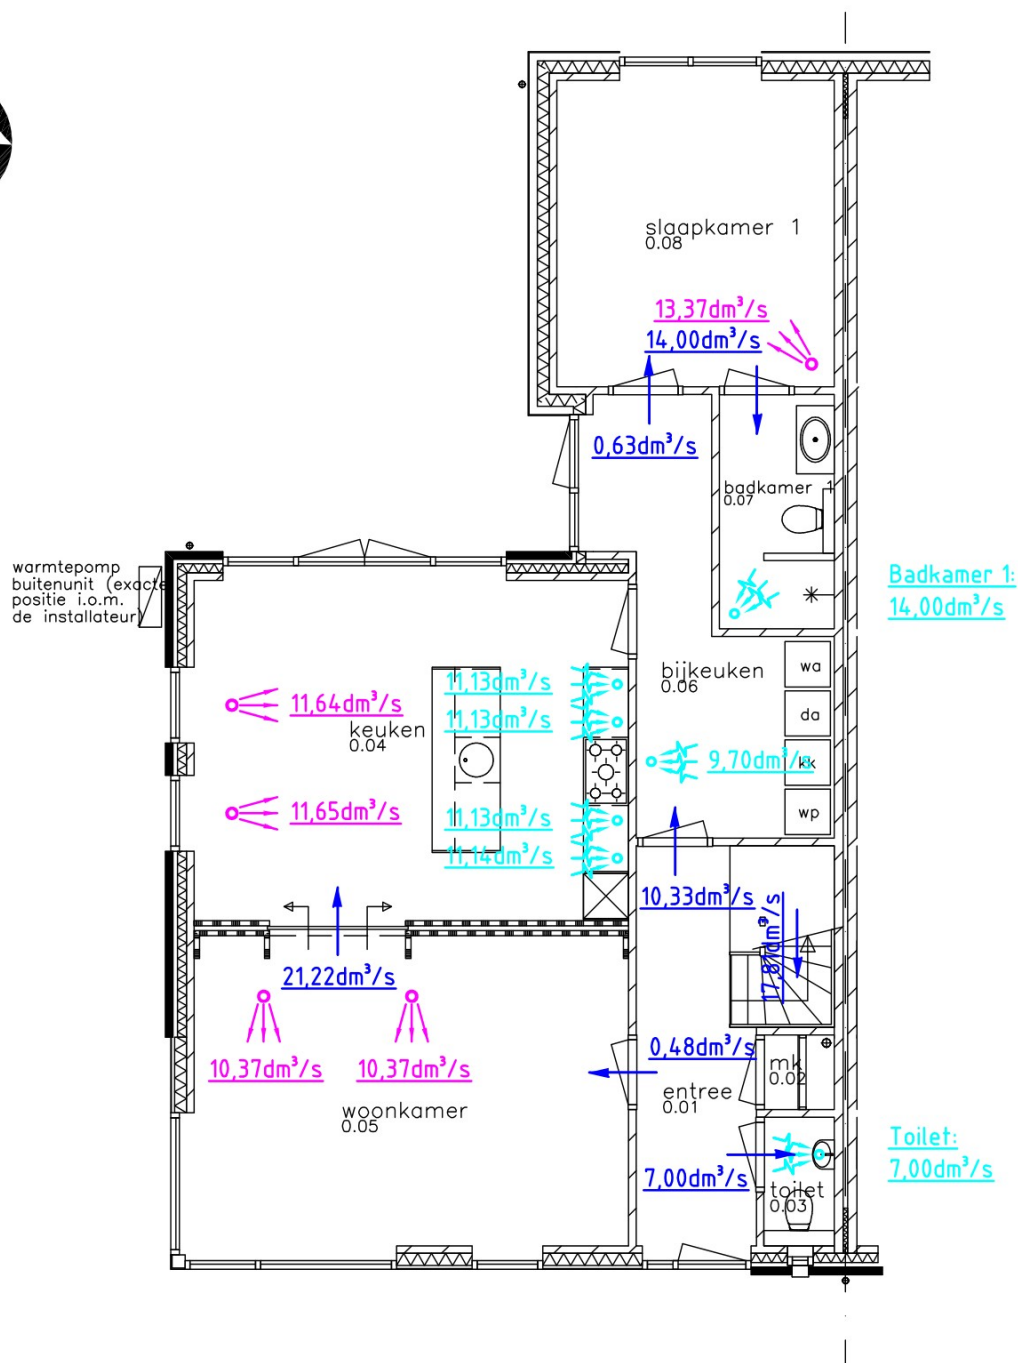 slaapkamer 1
0.08
13,37dm³/s
14,00dm³/s
0,63dm³/s
badkamer 1
0.07
warmtepomp
buitenunit (exacte
positie i.o.m.
de installateur)
Badkamer 1:
14,00dm³/s
bijkeuken
0.06
wa
da
kk
wp
11,13dm³/s
11,13dm³/s
11,64dm³/s
keuken
0.04
9,70dm³/s
11,65dm³/s
11,13dm³/s
11,14dm³/s
10,33dm³/s
17,81dm³/s
21,22dm³/s
10,37dm³/s
10,37dm³/s
0,48dm³/s
mk
0.02
entree
0.01
woonkamer
0.05
Toilet:
7,00dm³/s
7,00dm³/s
toilet
0.03